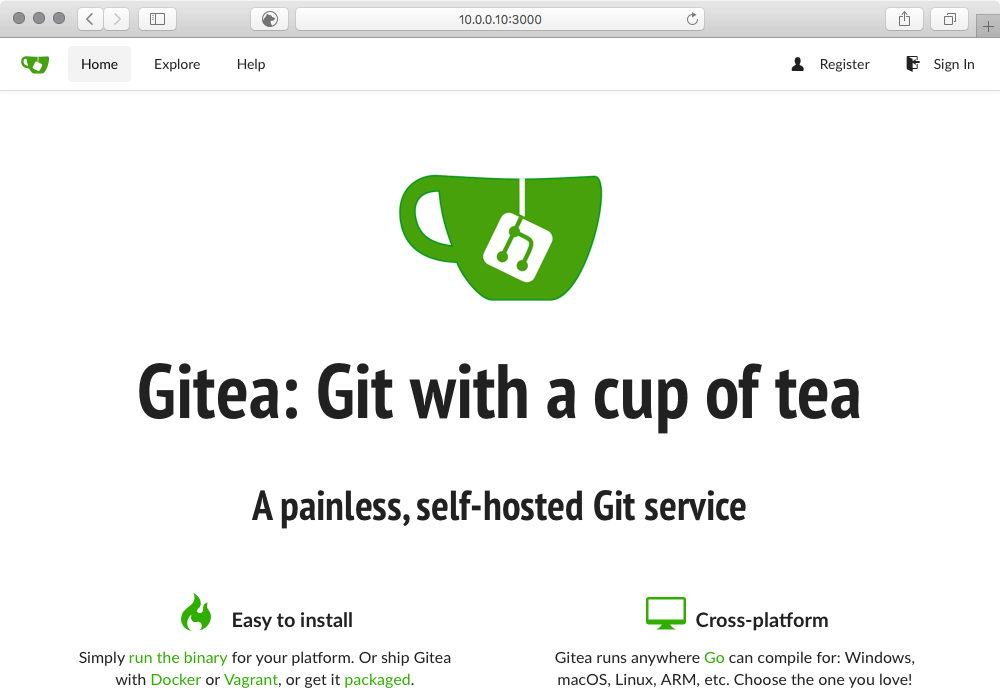 10.0.0.10:3000
Home Explore Help Register Sign In
Gitea: Git with a cup of tea
A painless, self-hosted Git service
Easy to install
Simply run the binary for your platform. Or ship Gitea
with Docker or Vagrant, or get it packaged.
Cross-platform
Gitea runs anywhere Go can compile for: Windows,
macOS, Linux, ARM, etc. Choose the one you love!